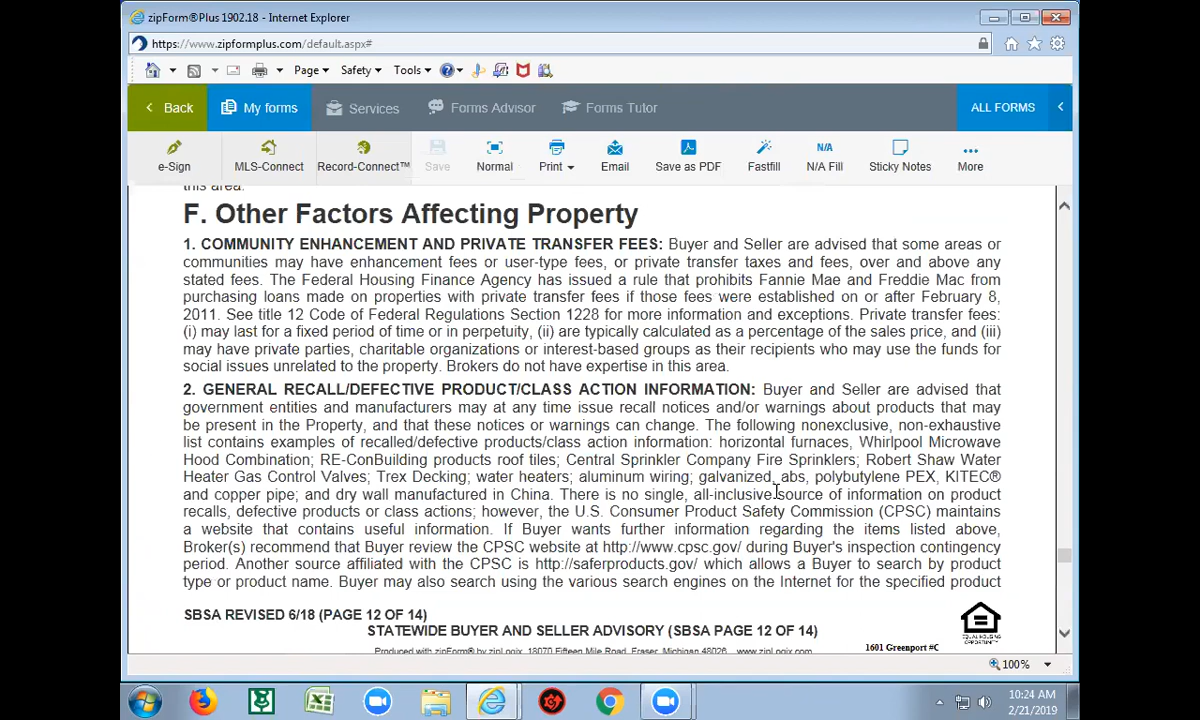 zipForm®Plus 1902.18 - Internet Explorer
https://www.zipformplus.com/default.aspx#
Page Safety Tools
Back My forms Services Forms Advisor Forms Tutor ALL FORMS
e-Sign MLS-Connect Record-Connect™ Save Normal Print Email Save as PDF Fastfill N/A N/A Fill Sticky Notes More
this area.
F. Other Factors Affecting Property
1. COMMUNITY ENHANCEMENT AND PRIVATE TRANSFER FEES: Buyer and Seller are advised that some areas or
communities may have enhancement fees or user-type fees, or private transfer taxes and fees, over and above any
stated fees. The Federal Housing Finance Agency has issued a rule that prohibits Fannie Mae and Freddie Mac from
purchasing loans made on properties with private transfer fees if those fees were established on or after February 8,
2011. See title 12 Code of Federal Regulations Section 1228 for more information and exceptions. Private transfer fees:
(i) may last for a fixed period of time or in perpetuity, (ii) are typically calculated as a percentage of the sales price, and (iii)
may have private parties, charitable organizations or interest-based groups as their recipients who may use the funds for
social issues unrelated to the property. Brokers do not have expertise in this area.
2. GENERAL RECALL/DEFECTIVE PRODUCT/CLASS ACTION INFORMATION: Buyer and Seller are advised that
government entities and manufacturers may at any time issue recall notices and/or warnings about products that may
be present in the Property, and that these notices or warnings can change. The following nonexclusive, non-exhaustive
list contains examples of recalled/defective products/class action information: horizontal furnaces, Whirlpool Microwave
Hood Combination; RE-ConBuilding products roof tiles; Central Sprinkler Company Fire Sprinklers; Robert Shaw Water
Heater Gas Control Valves; Trex Decking; water heaters; aluminum wiring; galvanized, abs, polybutylene PEX, KITEC®
and copper pipe; and dry wall manufactured in China. There is no single, all-inclusive source of information on product
recalls, defective products or class actions; however, the U.S. Consumer Product Safety Commission (CPSC) maintains
a website that contains useful information. If Buyer wants further information regarding the items listed above,
Broker(s) recommend that Buyer review the CPSC website at http://www.cpsc.gov/ during Buyer's inspection contingency
period. Another source affiliated with the CPSC is http://saferproducts.gov/ which allows a Buyer to search by product
type or product name. Buyer may also search using the various search engines on the Internet for the specified product
SBSA REVISED 6/18 (PAGE 12 OF 14)
STATEWIDE BUYER AND SELLER ADVISORY (SBSA PAGE 12 OF 14)
EQUAL HOUSING
OPPORTUNITY
Produced with zipForm® by zipLogix 18070 Fifteen Mile Road, Fraser, Michigan 48026 www.zipLogix.com
1601 Greenport #C
100%
10:24 AM
2/21/2019